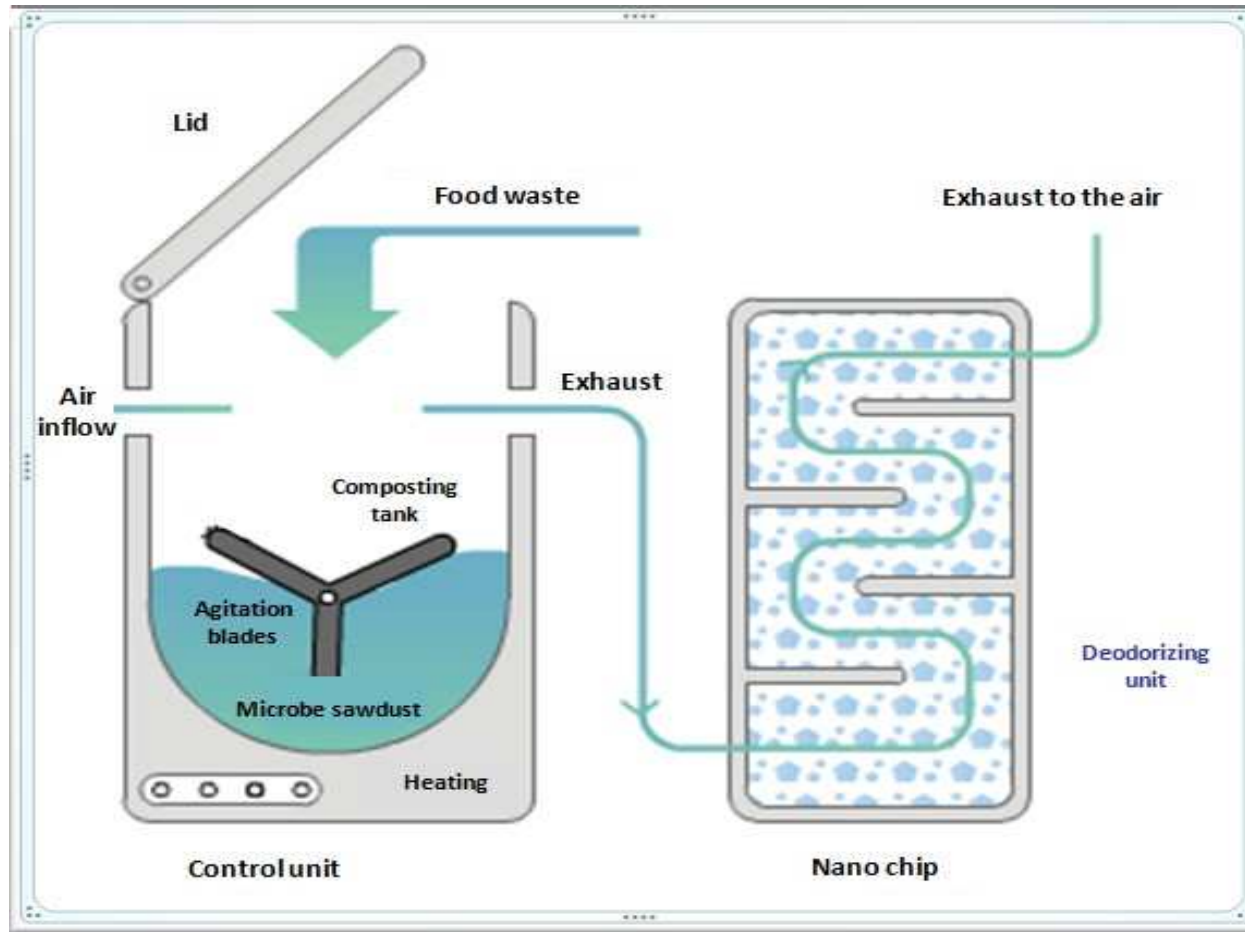 Lid
Food waste
Exhaust to the air
Air
inflow
Exhaust
Composting
tank
Agitation
blades
Microbe sawdust
Deodorizing
unit
Heating
Control unit
Nano chip